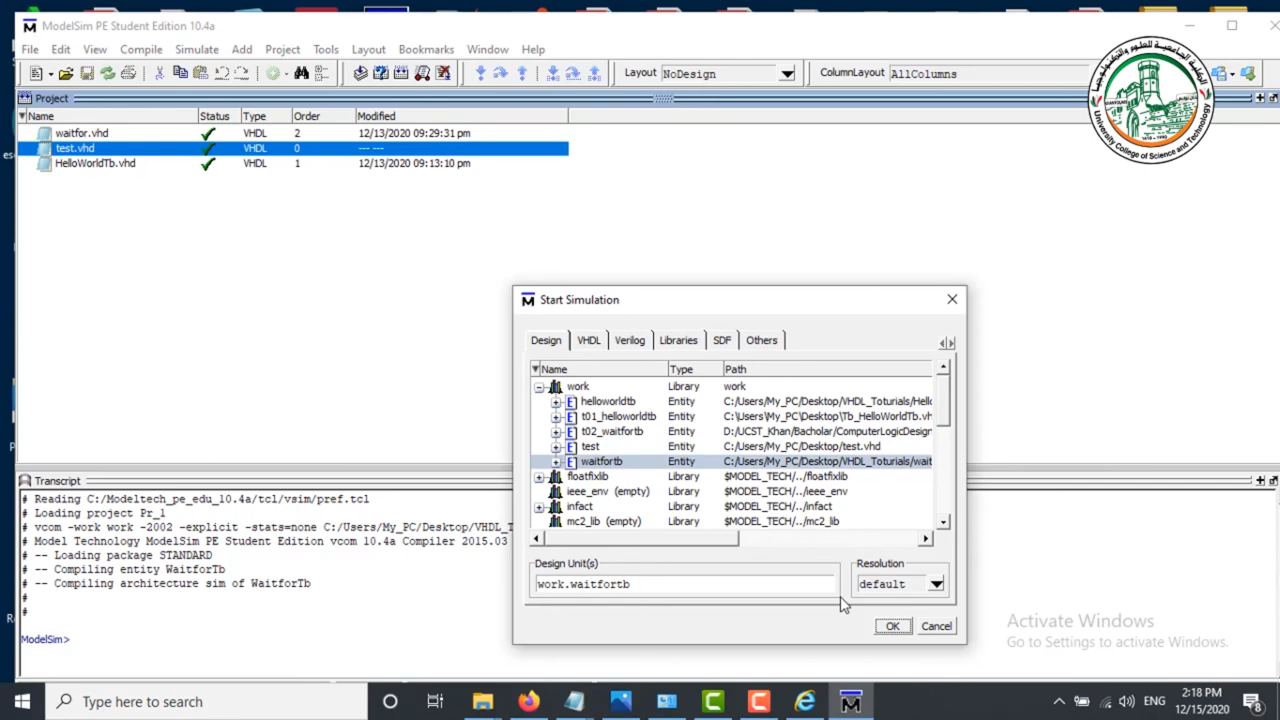 ModelSim PE Student Edition 10.4a
File Edit View Compile Simulate Add Project Tools Layout Bookmarks Window Help
Layout NoDesign ColumnLayout AllColumns
Project
Name Status Type Order Modified
waitfor.vhd VHDL 2 12/13/2020 09:29:31 pm
test.vhd VHDL 0 --- ---
HelloWorldTb.vhd VHDL 1 12/13/2020 09:13:10 pm
University College of Science and Technology
Start Simulation
Design VHDL Verilog Libraries SDF Others
Name Type Path
work Library work
helloworldtb Entity C:/Users/My_PC/Desktop/VHDL_Toturials/Hello
t01_helloworldtb Entity C:\Users\My_PC\Desktop\Tb_HelloWorldTb.vh
t02_waitfortb Entity D:/UCST_Khan/Bacholar/ComputerLogicDesign
test Entity C:/Users/My_PC/Desktop/test.vhd
waitfortb Entity C:/Users/My_PC/Desktop/VHDL_Toturials/wait
floatfixlib Library $MODEL_TECH/../floatfixlib
ieee_env (empty) Library $MODEL_TECH/../ieee_env
infact Library $MODEL_TECH/../infact
mc2_lib (empty) Library $MODEL_TECH/../mc2_lib
Design Unit(s) Resolution
work.waitfortb default
OK Cancel
Transcript
# Reading C:/Modeltech_pe_edu_10.4a/tcl/vsim/pref.tcl
# Loading project Pr_1
# vcom -work work -2002 -explicit -stats=none C:/Users/My_PC/Desktop/VHDL_T
# Model Technology ModelSim PE Student Edition vcom 10.4a Compiler 2015.03
# -- Loading package STANDARD
# -- Compiling entity WaitforTb
# -- Compiling architecture sim of WaitforTb
#
#
ModelSim>
Activate Windows
Go to Settings to activate Windows.
Type here to search
ENG 2:18 PM
12/15/2020 8